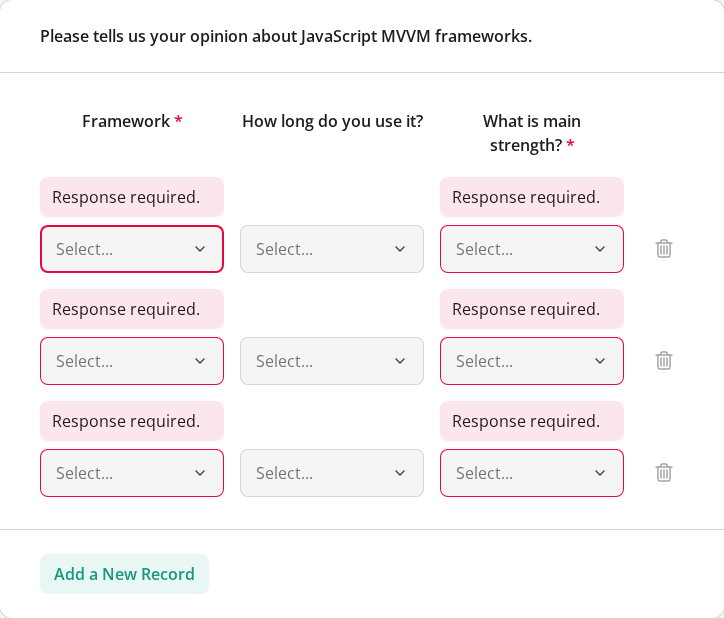 Please tells us your opinion about JavaScript MVVM frameworks.
Framework *
How long do you use it?
What is main
strength? *
Response required.
Response required.
Select...
Select...
Select...
Response required.
Response required.
Select...
Select...
Select...
Response required.
Response required.
Select...
Select...
Select...
Add a New Record